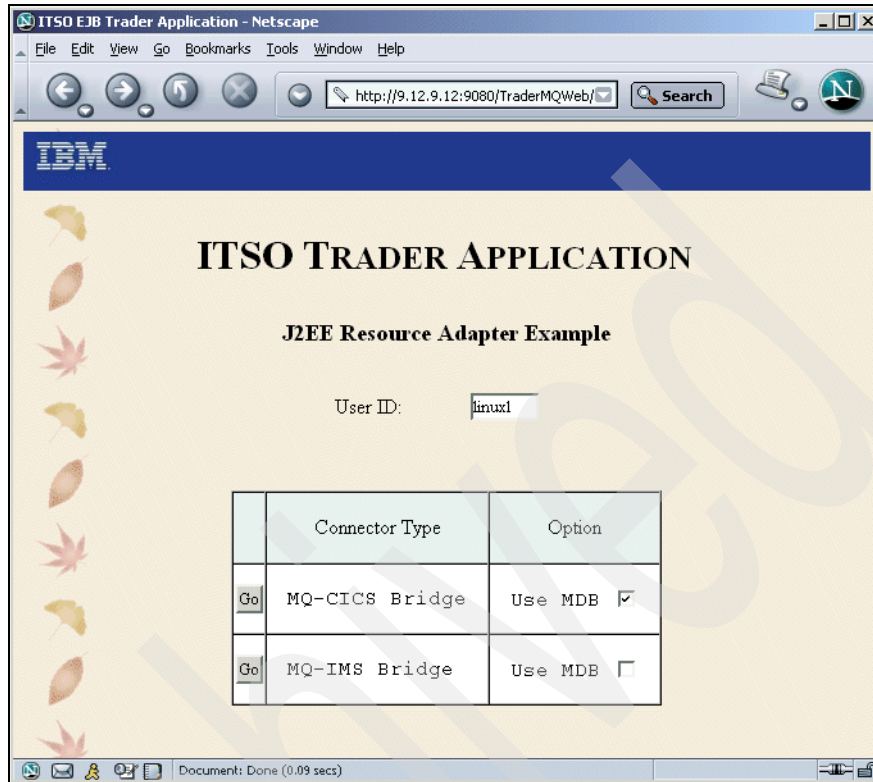 ITSO EJB Trader Application - Netscape
File Edit View Go Bookmarks Tools Window Help
http://9.12.9.12:9080/TraderMQWeb/ Search N
IBM.
ITSO TRADER APPLICATION
J2EE Resource Adapter Example
User ID: linux1
Connector Type Option
Go MQ-CICS Bridge Use MDB
Go MQ-IMS Bridge Use MDB
Document: Done (0.09 secs)
hived